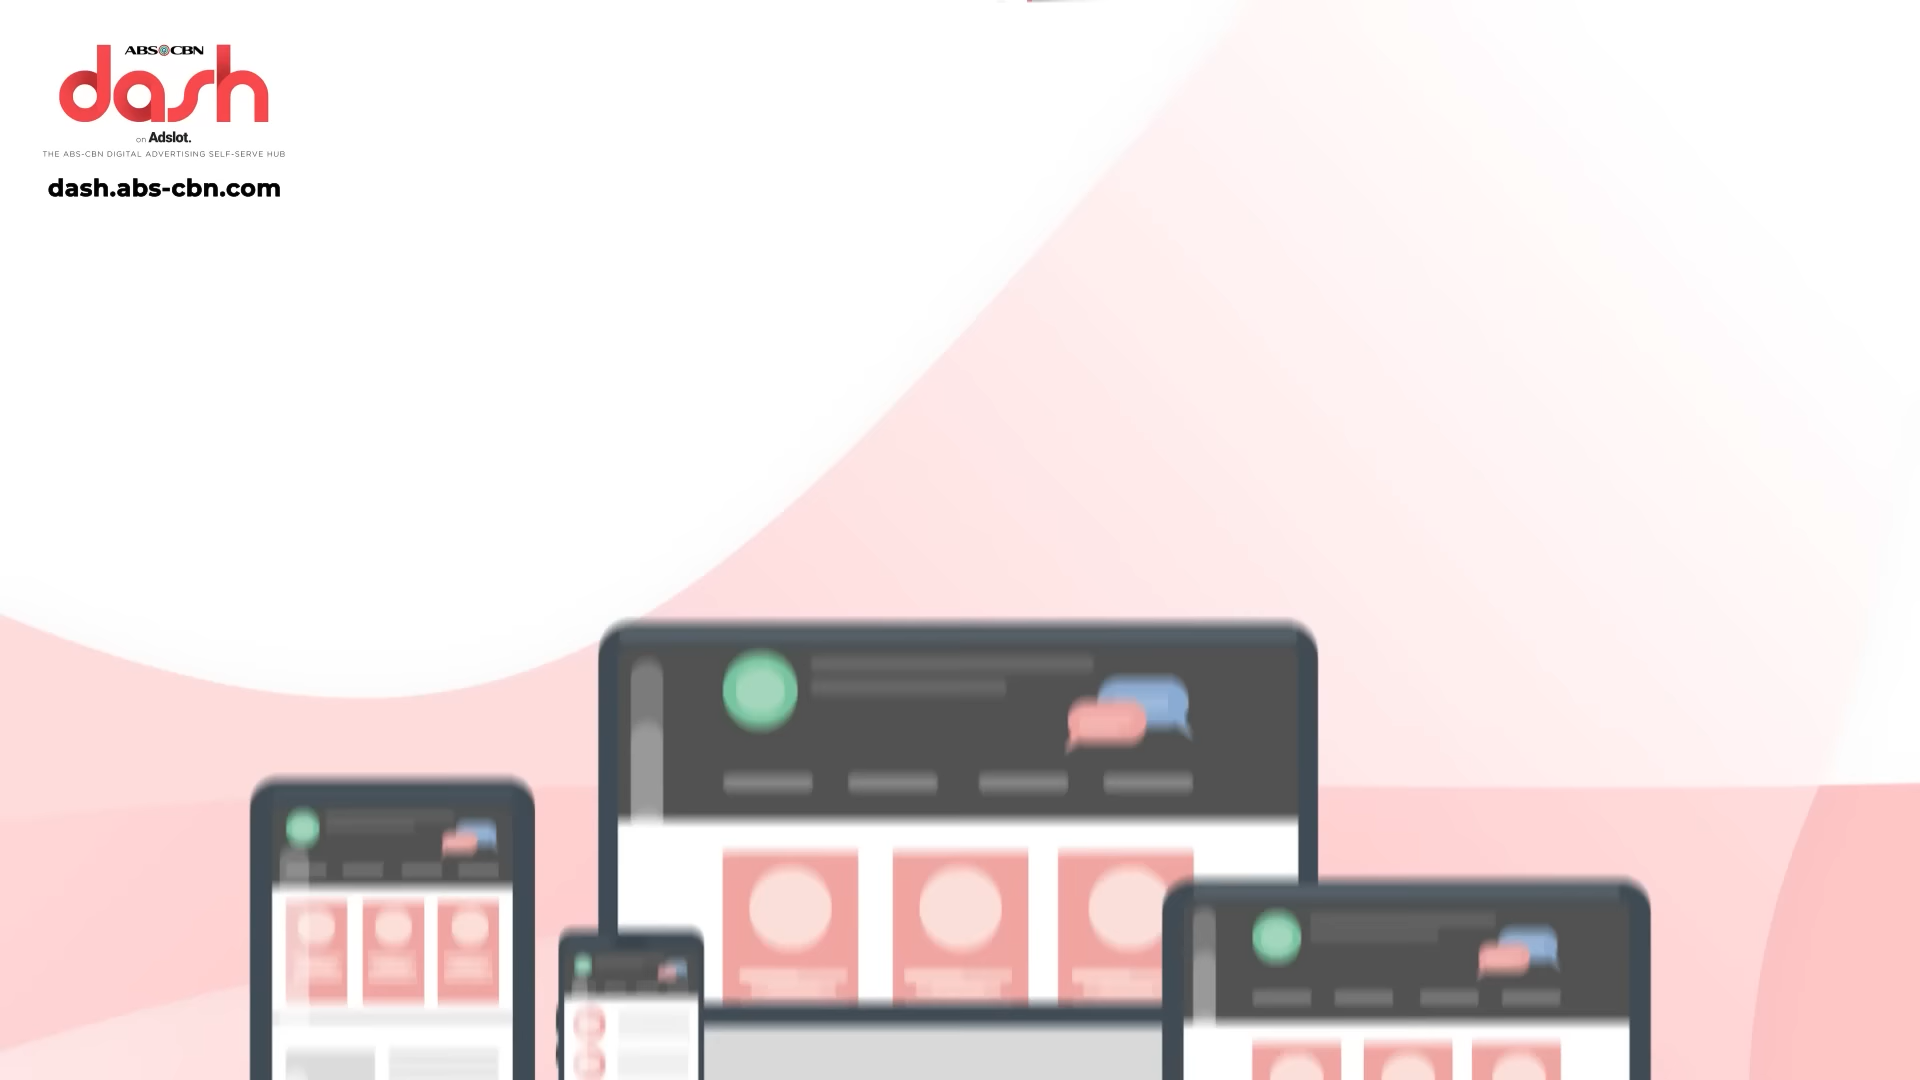 ABS-CBN
dash
on Adslot.
THE ABS-CBN DIGITAL ADVERTISING SELF-SERVE HUB
dash.abs-cbn.com